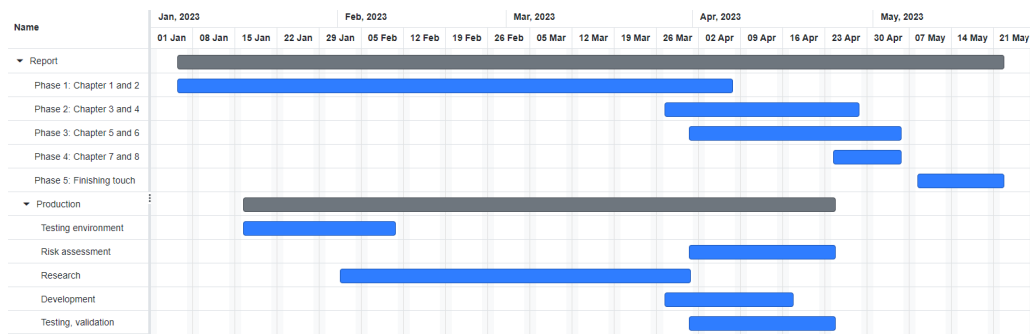 Name
Jan, 2023 Feb, 2023 Mar, 2023 Apr, 2023 May, 2023
01 Jan 08 Jan 15 Jan 22 Jan 29 Jan 05 Feb 12 Feb 19 Feb 26 Feb 05 Mar 12 Mar 19 Mar 26 Mar 02 Apr 09 Apr 16 Apr 23 Apr 30 Apr 07 May 14 May 21 May
Report
Phase 1: Chapter 1 and 2
Phase 2: Chapter 3 and 4
Phase 3: Chapter 5 and 6
Phase 4: Chapter 7 and 8
Phase 5: Finishing touch
Production
Testing environment
Risk assessment
Research
Development
Testing, validation